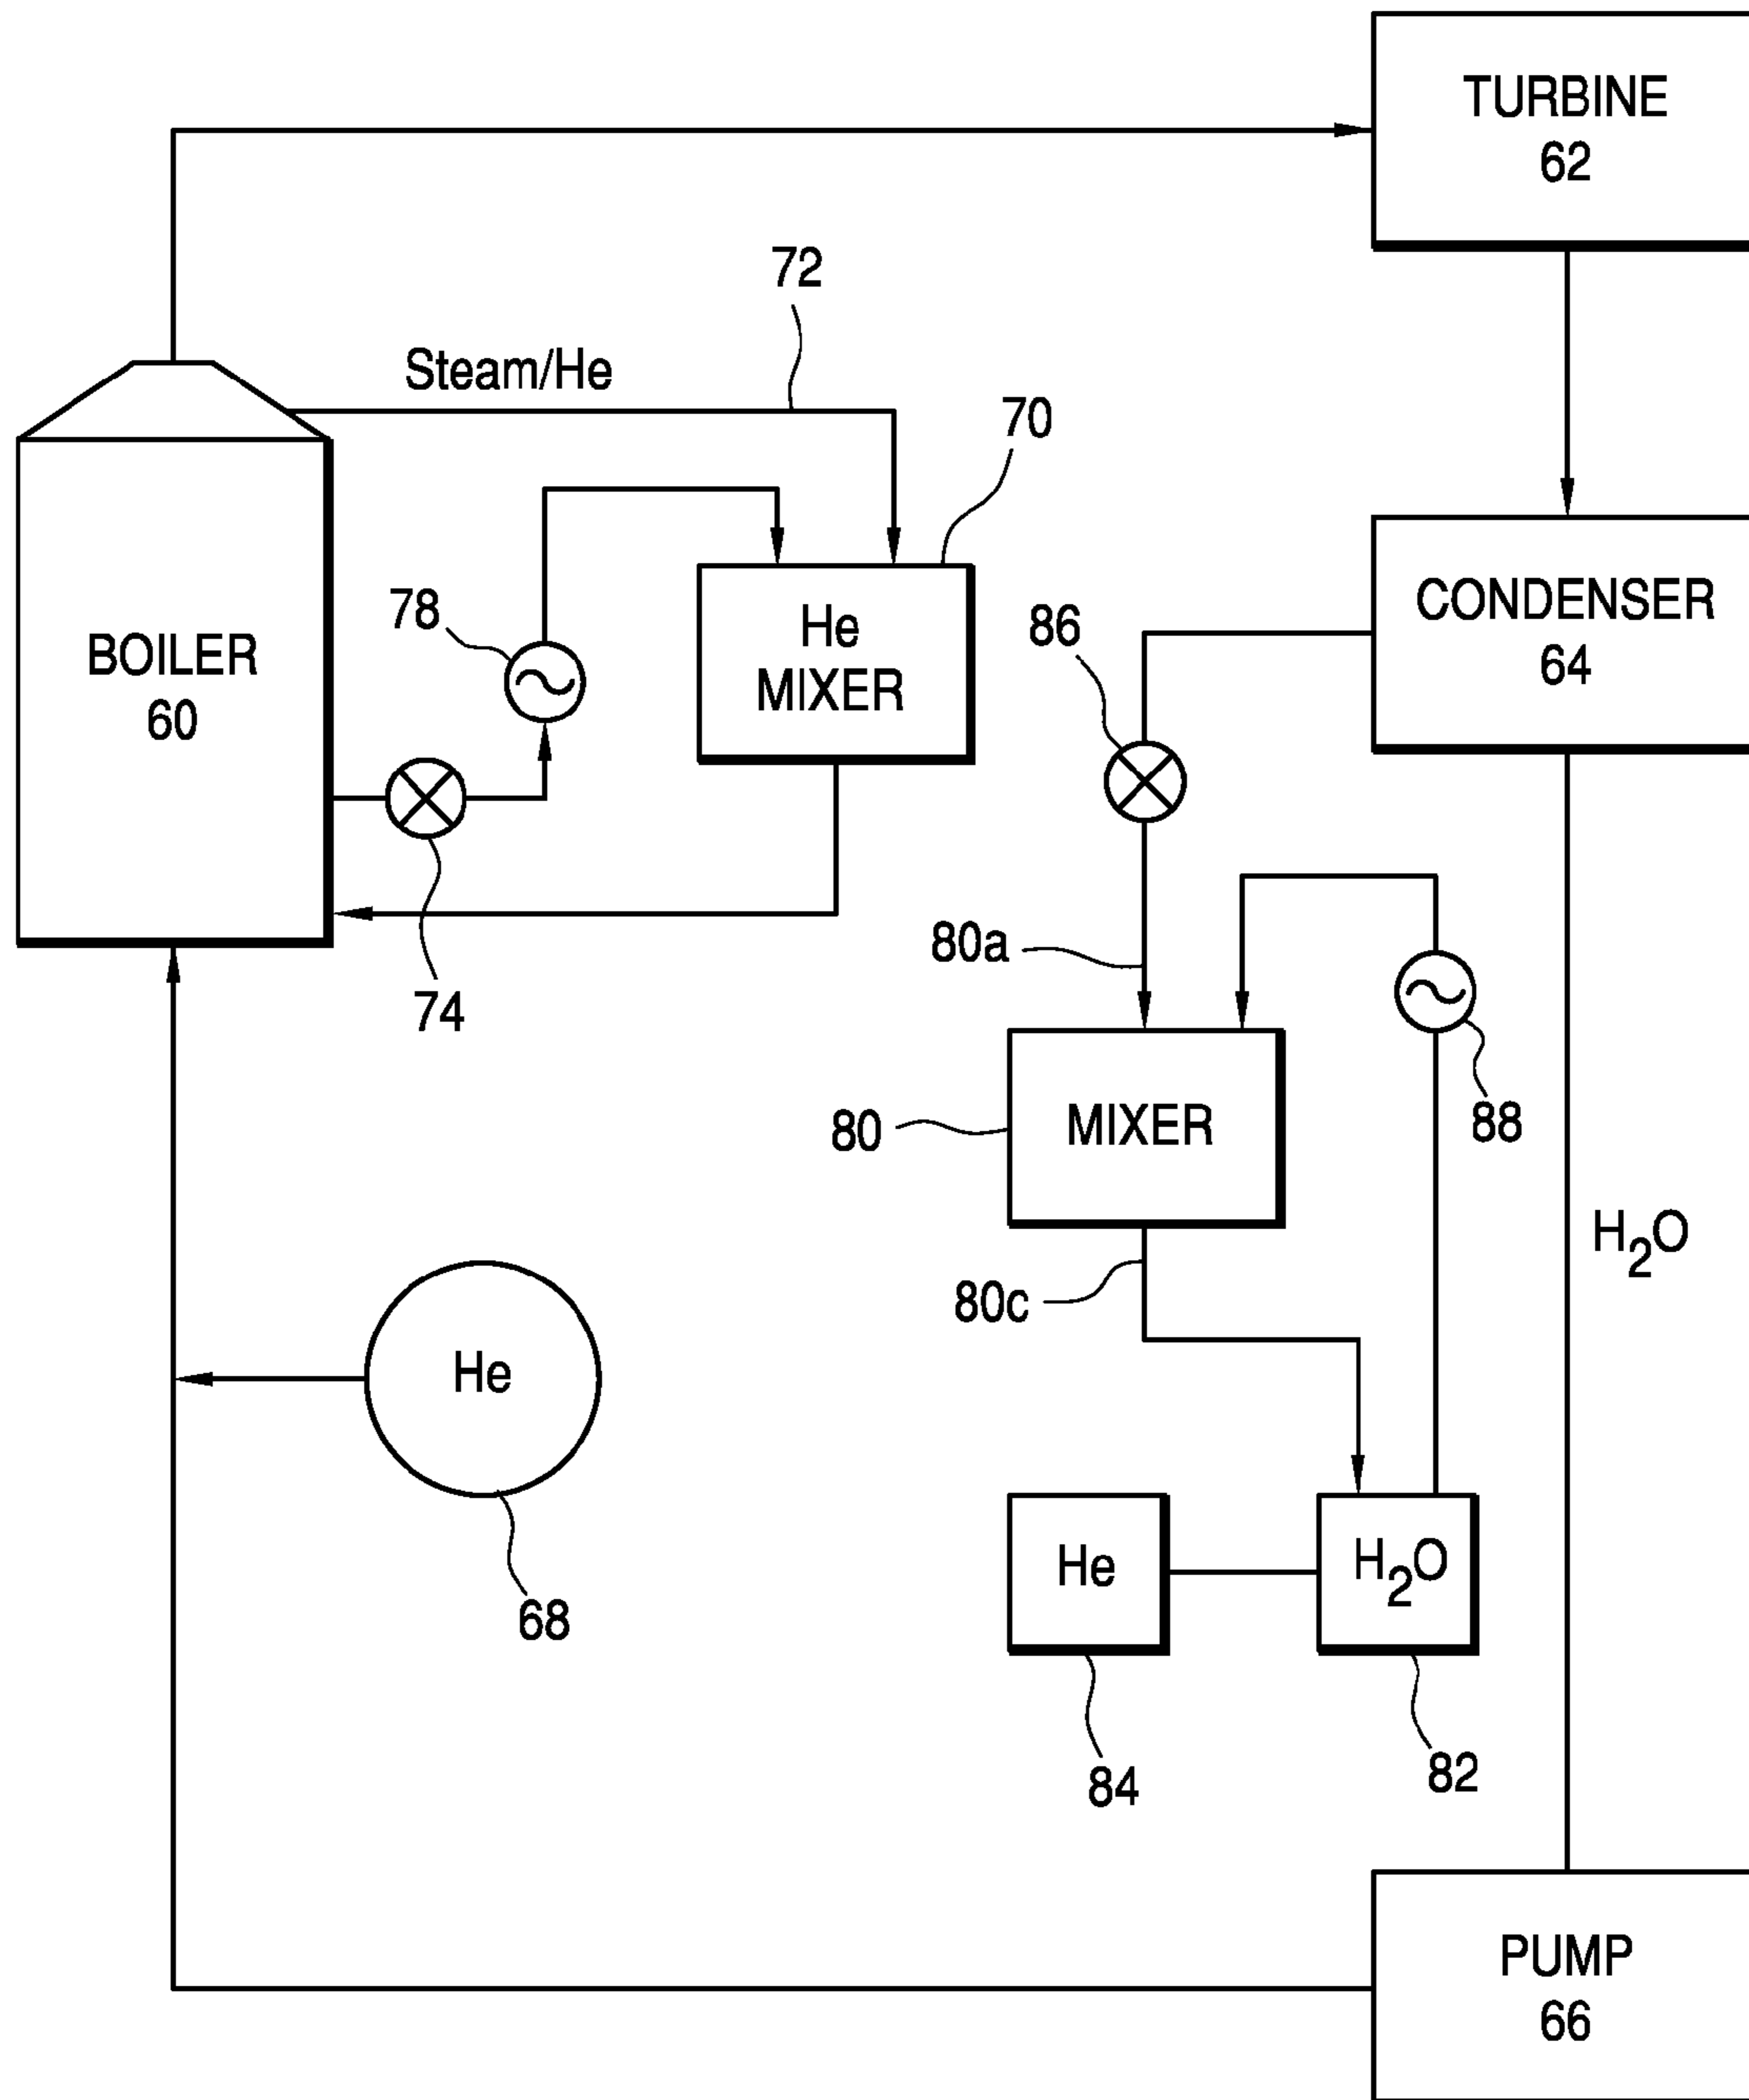 TURBINE
62
72
Steam/He
70
78
He
MIXER
86
CONDENSER
64
BOILER
60
74
80a
80
MIXER
88
H₂O
80c
He
68
He
H₂O
84
82
PUMP
66